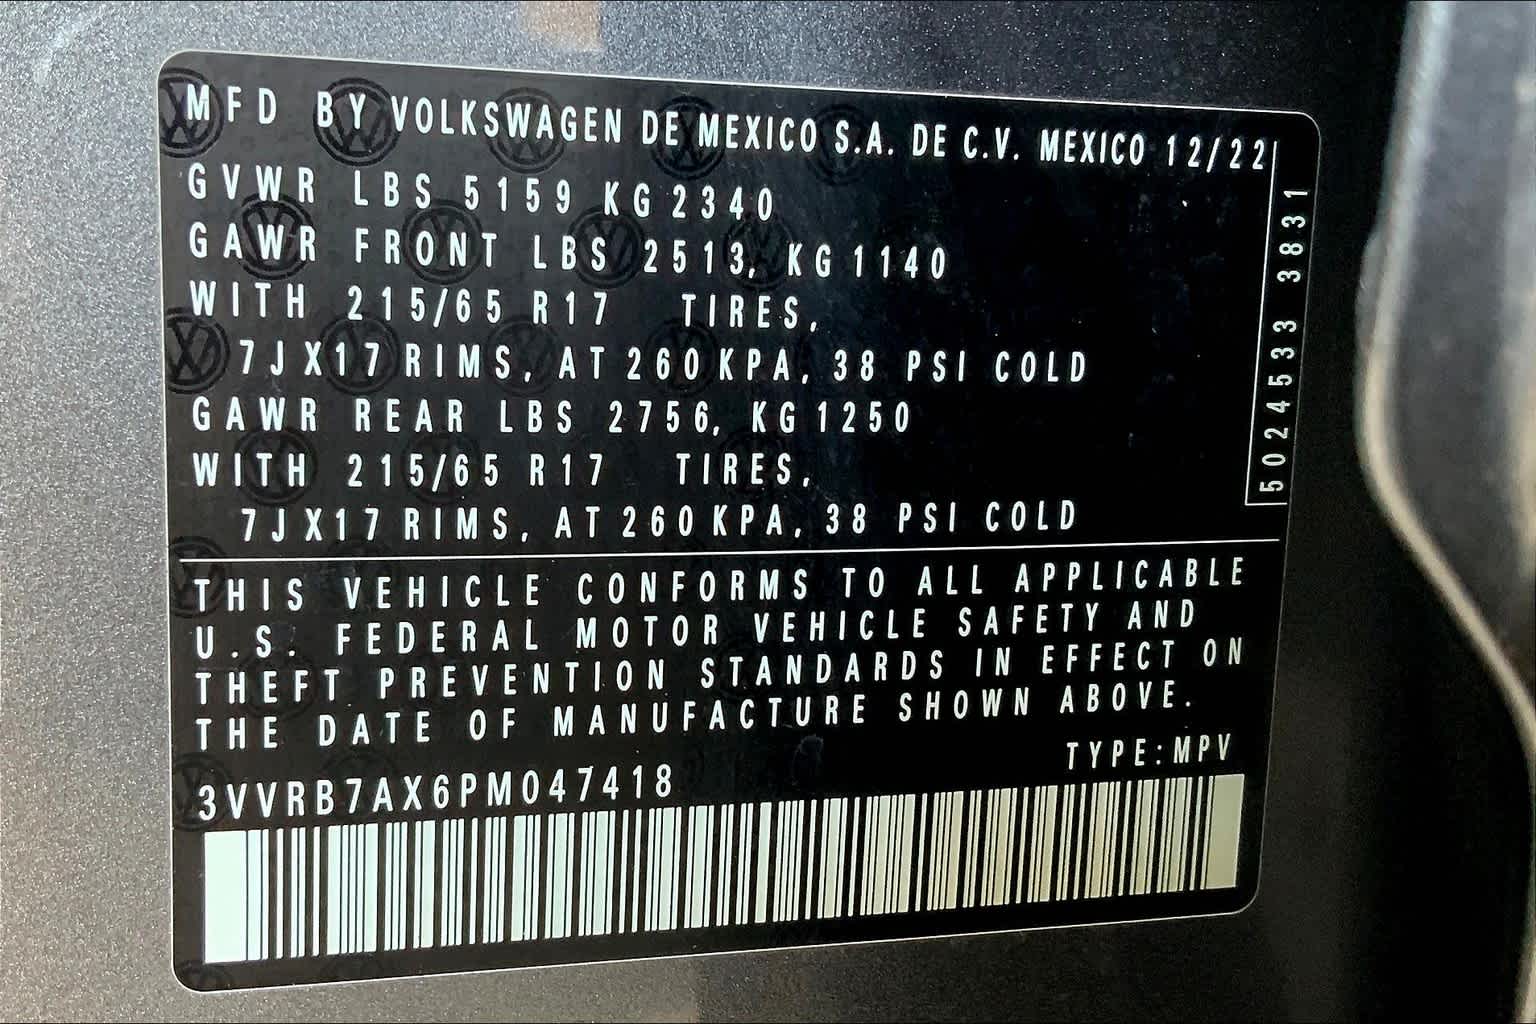 MFD BY VOLKSWAGEN DE MEXICO S.A. DE C.V. MEXICO 12/22
GVWR LBS 5159 KG 2340
GAWR FRONT LBS 2513, KG 1140
WITH 215/65 R17 TIRES,
7JX17 RIMS, AT 260 KPA, 38 PSI COLD
GAWR REAR LBS 2756, KG 1250
WITH 215/65 R17 TIRES,
7JX17 RIMS, AT 260 KPA, 38 PSI COLD
5024533 3831
THIS VEHICLE CONFORMS TO ALL APPLICABLE
U.S. FEDERAL MOTOR VEHICLE SAFETY AND
THEFT PREVENTION STANDARDS IN EFFECT ON
THE DATE OF MANUFACTURE SHOWN ABOVE.
TYPE:MPV
3VVRB7AX6PM047418